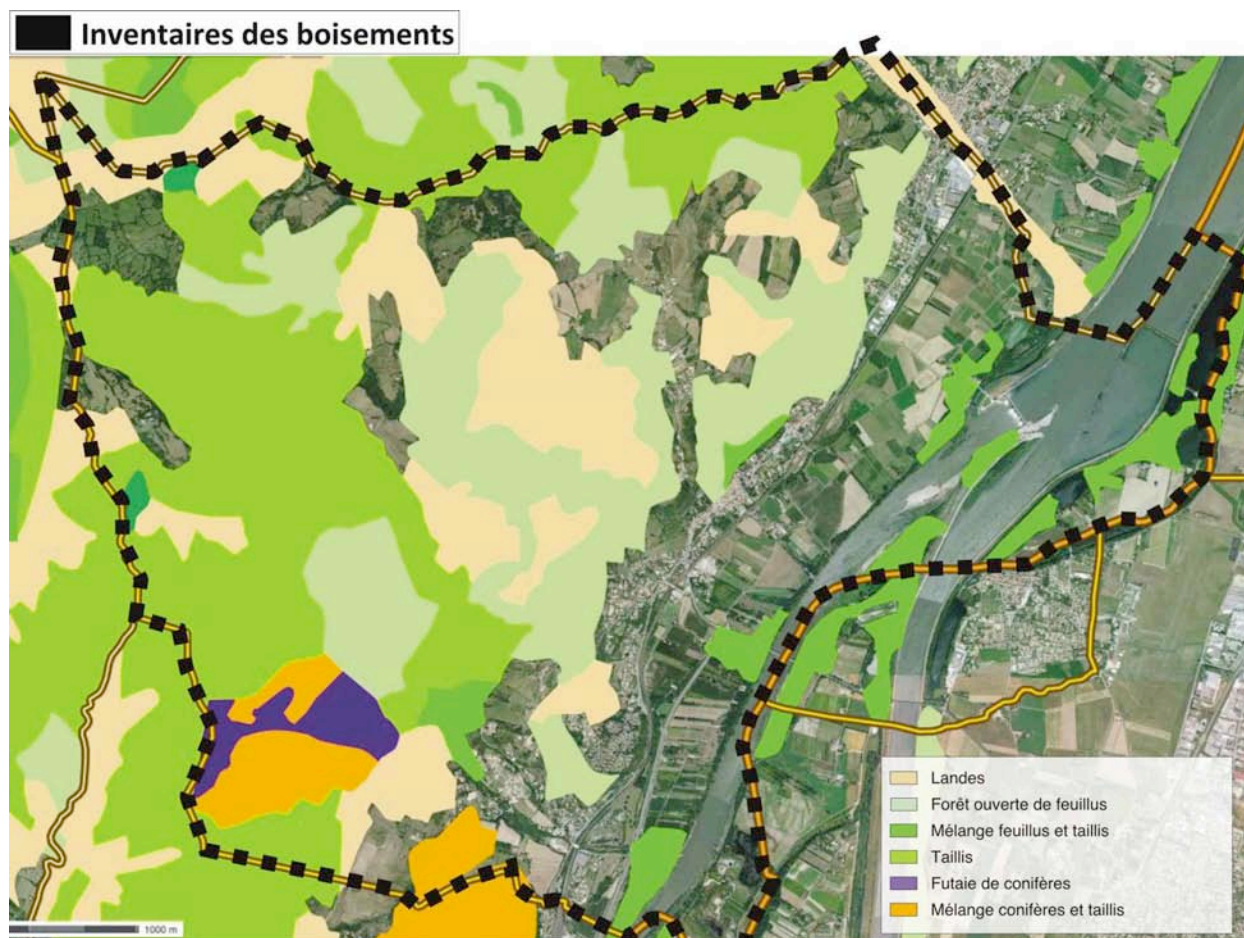 Inventaires des boisements
Landes
Forêt ouverte de feuillus
Mélange feuillus et taillis
Taillis
Futaie de conifères
Mélange conifères et taillis
1000 m